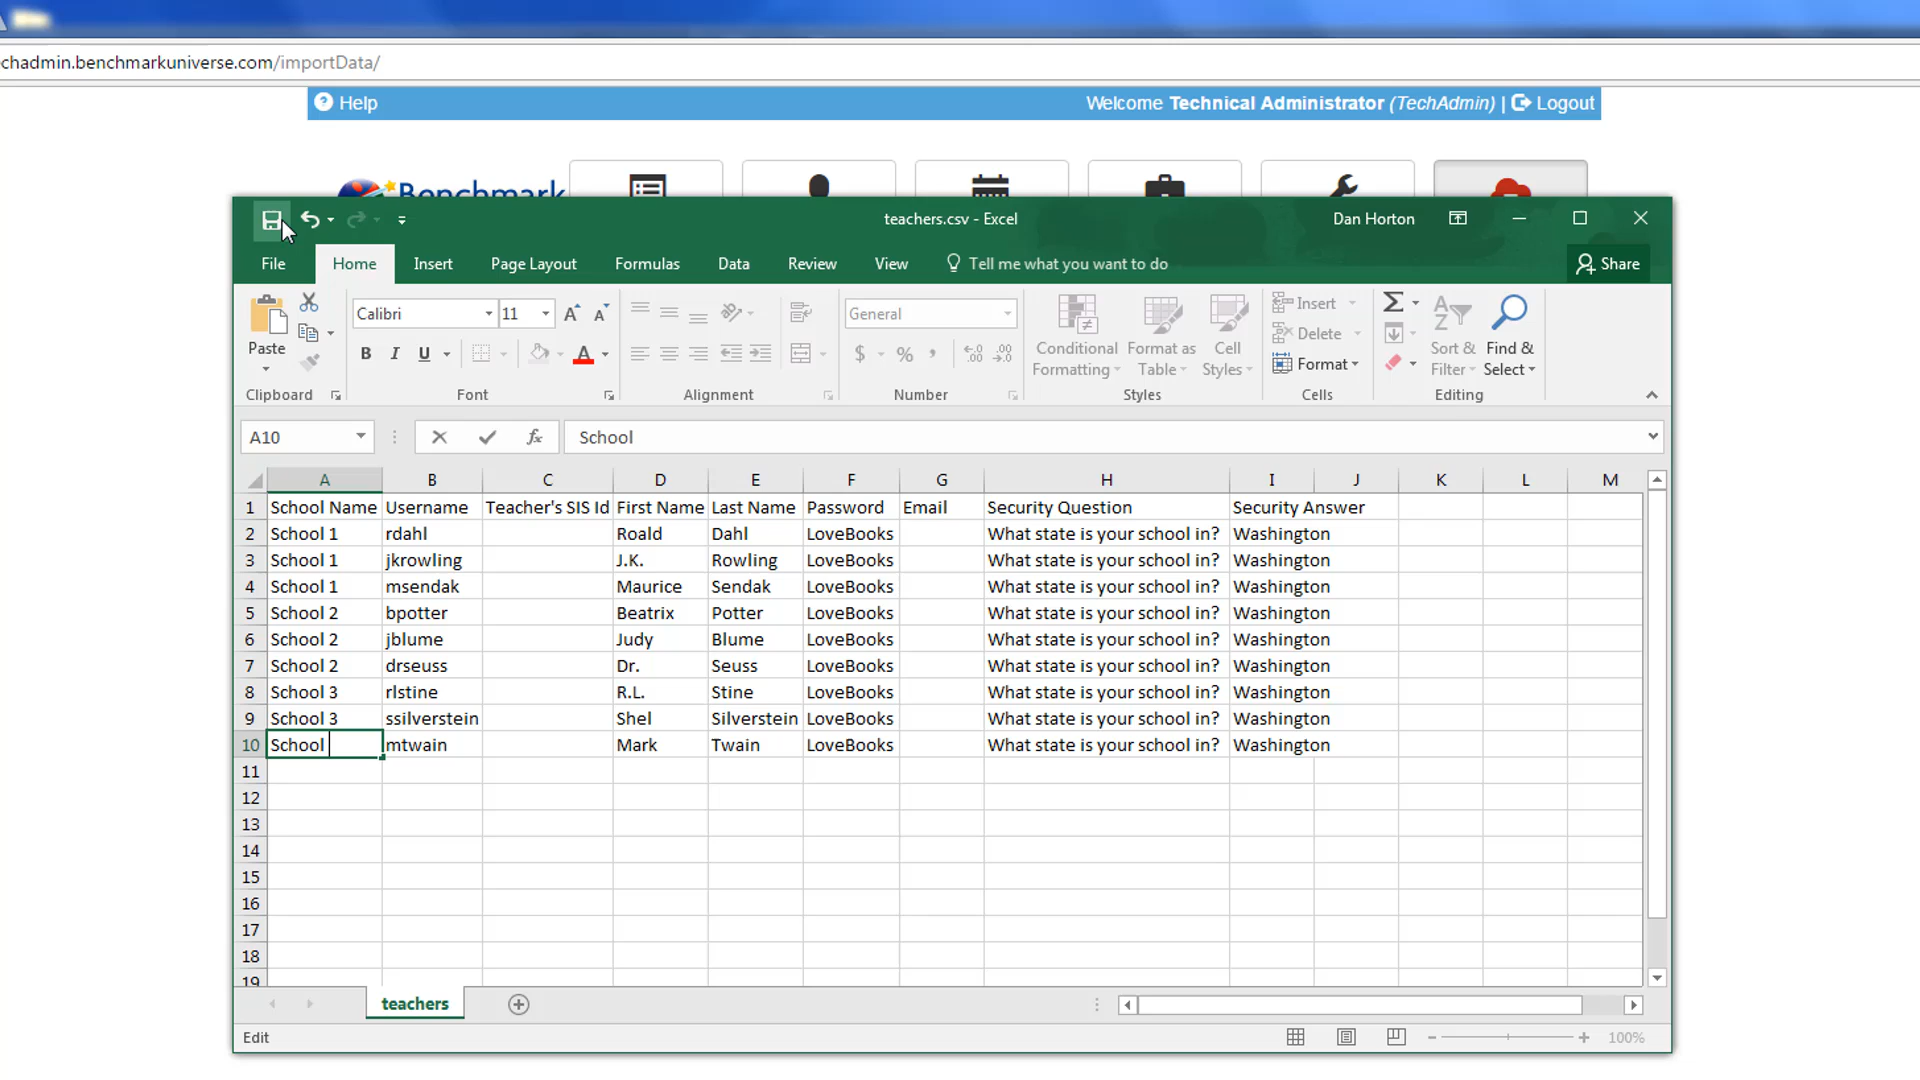 chadmin.benchmarkuniverse.com/importData/
? Help
Welcome Technical Administrator (TechAdmin) | Logout
Benchmark
teachers.csv - Excel
Dan Horton
File Home Insert Page Layout Formulas Data Review View Tell me what you want to do Share
Calibri 11 General Insert
B I U $ % , Delete
Paste Conditional Formatting Format as Table Cell Styles Format Sort & Filter Find & Select
Clipboard Font Alignment Number Styles Cells Editing
A10 fx School
A B C D E F G H I J K L M
1 School Name Username Teacher's SIS Id First Name Last Name Password Email Security Question Security Answer
2 School 1 rdahl Roald Dahl LoveBooks What state is your school in? Washington
3 School 1 jkrowling J.K. Rowling LoveBooks What state is your school in? Washington
4 School 1 msendak Maurice Sendak LoveBooks What state is your school in? Washington
5 School 2 bpotter Beatrix Potter LoveBooks What state is your school in? Washington
6 School 2 jblume Judy Blume LoveBooks What state is your school in? Washington
7 School 2 drseuss Dr. Seuss LoveBooks What state is your school in? Washington
8 School 3 rlstine R.L. Stine LoveBooks What state is your school in? Washington
9 School 3 ssilverstein Shel Silverstein LoveBooks What state is your school in? Washington
10 School mtwain Mark Twain LoveBooks What state is your school in? Washington
11
12
13
14
15
16
17
18
19
teachers
Edit 100%